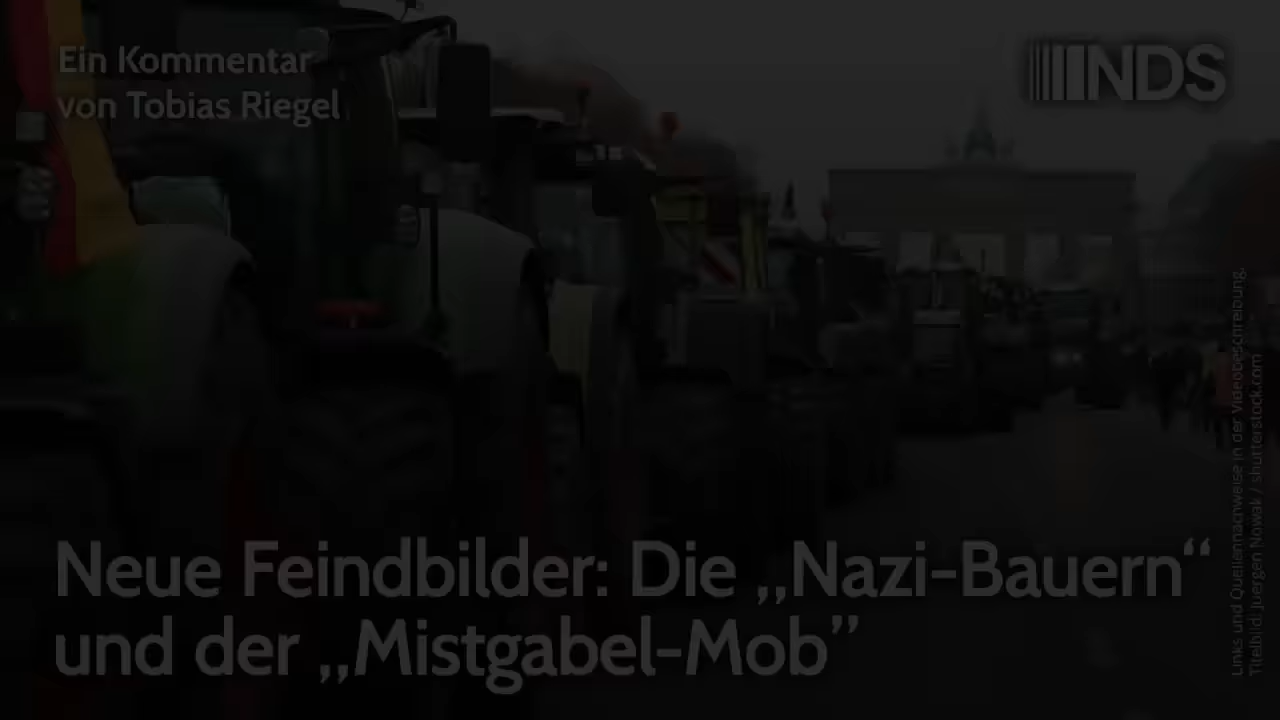 Ein Kommentar
von Tobias Riegel
NDS
Neue Feindbilder: Die „Nazi-Bauern“
und der „Mistgabel-Mob”
Links und Quellennachweise in der Videobeschreibung.
Titelbild: Juergen Nowak / shutterstock.com